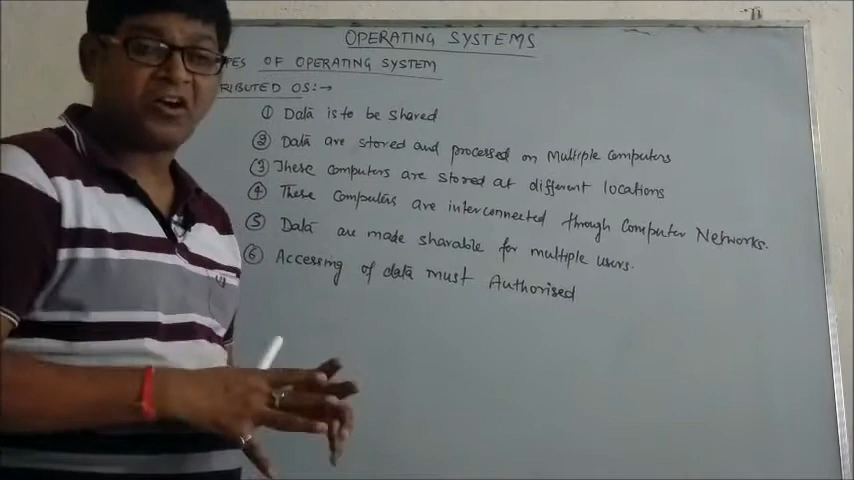 OPERATING SYSTEMS
PES OF OPERATING SYSTEM
RIBUTED OS:→
① Data is to be shared
② Data are stored and processed on Multiple Computers
③ These computers are stored at different locations
④ These computers are interconnected through Computer Networks.
⑤ Data are made sharable for multiple users.
⑥ Accessing of data must Authorised